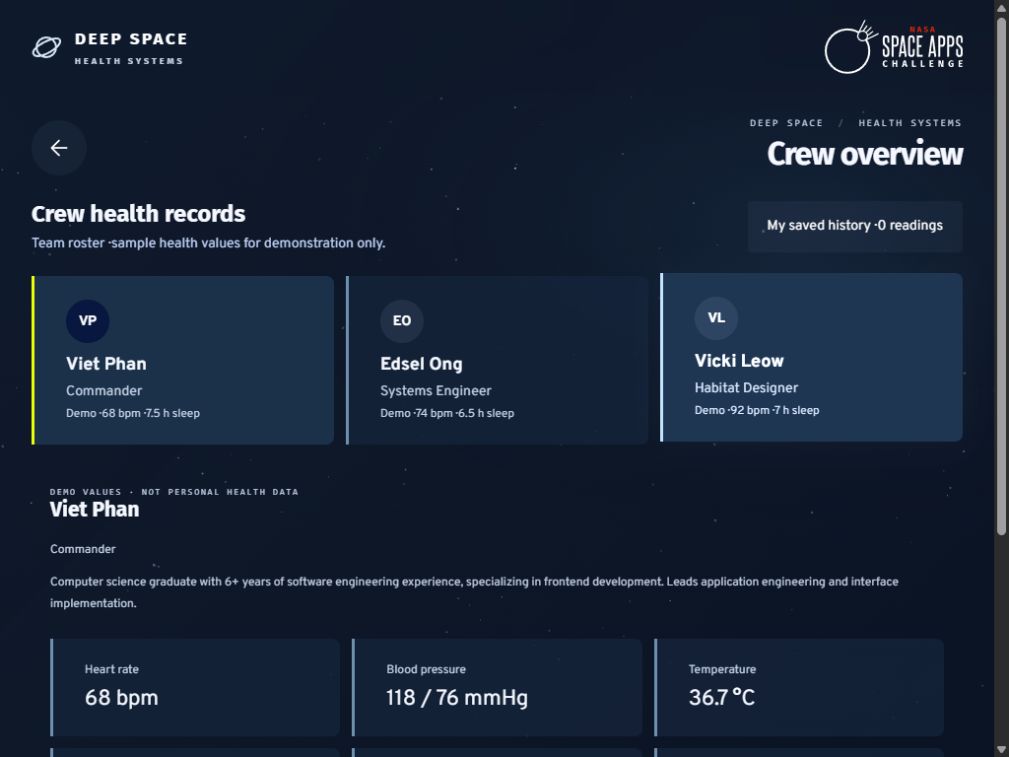 DEEP SPACE
HEALTH SYSTEMS
NASA
SPACE APPS
CHALLENGE
DEEP SPACE / HEALTH SYSTEMS
Crew overview
Crew health records
Team roster ·sample health values for demonstration only.
My saved history ·0 readings
VP
Viet Phan
Commander
Demo ·68 bpm ·7.5 h sleep
EO
Edsel Ong
Systems Engineer
Demo ·74 bpm ·6.5 h sleep
VL
Vicki Leow
Habitat Designer
Demo ·92 bpm ·7 h sleep
DEMO VALUES · NOT PERSONAL HEALTH DATA
Viet Phan
Commander
Computer science graduate with 6+ years of software engineering experience, specializing in frontend development. Leads application engineering and interface
implementation.
Heart rate
68 bpm
Blood pressure
118 / 76 mmHg
Temperature
36.7 °C